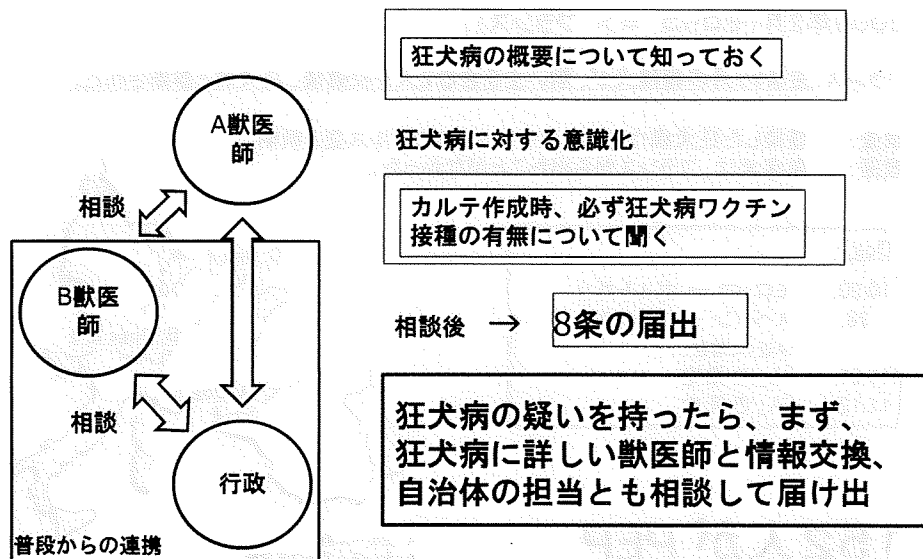 狂犬病の概要について知っておく
A獣医
師
狂犬病に対する意識化
相談
カルテ作成時、必ず狂犬病ワクチン
接種の有無について聞く
B獣医
師
相談後 → 8条の届出
相談
狂犬病の疑いを持ったら、まず、
狂犬病に詳しい獣医師と情報交換、
自治体の担当とも相談して届け出
行政
普段からの連携